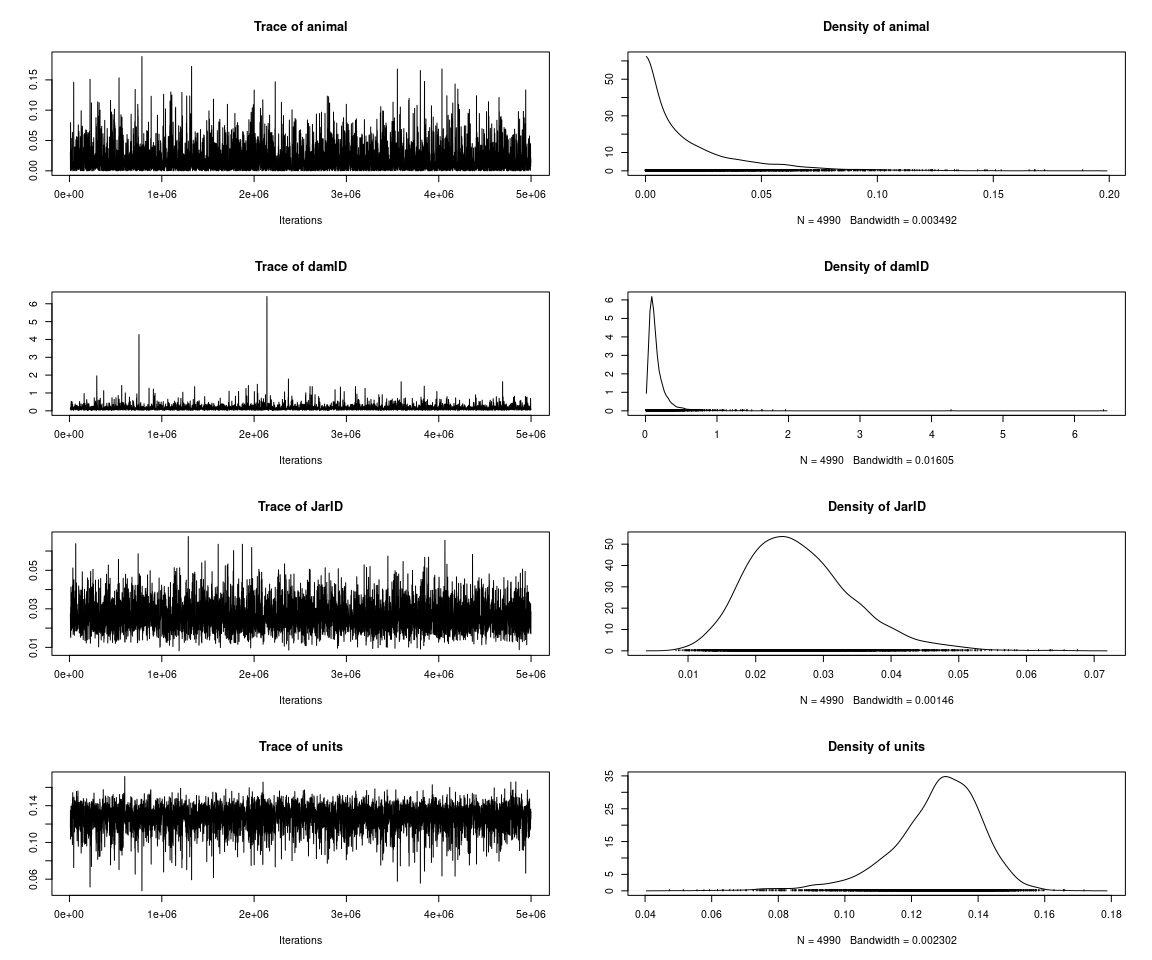 Trace of animal
0.00 0.05 0.10 0.15
0e+00 1e+06 2e+06 3e+06 4e+06 5e+06
Iterations
Density of animal
0 10 30 50
0.00 0.05 0.10 0.15 0.20
N = 4990 Bandwidth = 0.003492
Trace of damID
0 1 2 3 4 5 6
0e+00 1e+06 2e+06 3e+06 4e+06 5e+06
Iterations
Density of damID
0 1 2 3 4 5 6
0 1 2 3 4 5 6
N = 4990 Bandwidth = 0.01605
Trace of JarID
0.01 0.03 0.05
0e+00 1e+06 2e+06 3e+06 4e+06 5e+06
Iterations
Density of JarID
0 10 20 30 40 50
0.01 0.02 0.03 0.04 0.05 0.06 0.07
N = 4990 Bandwidth = 0.00146
Trace of units
0.06 0.10 0.14
0e+00 1e+06 2e+06 3e+06 4e+06 5e+06
Iterations
Density of units
0 5 15 25 35
0.04 0.06 0.08 0.10 0.12 0.14 0.16 0.18
N = 4990 Bandwidth = 0.002302